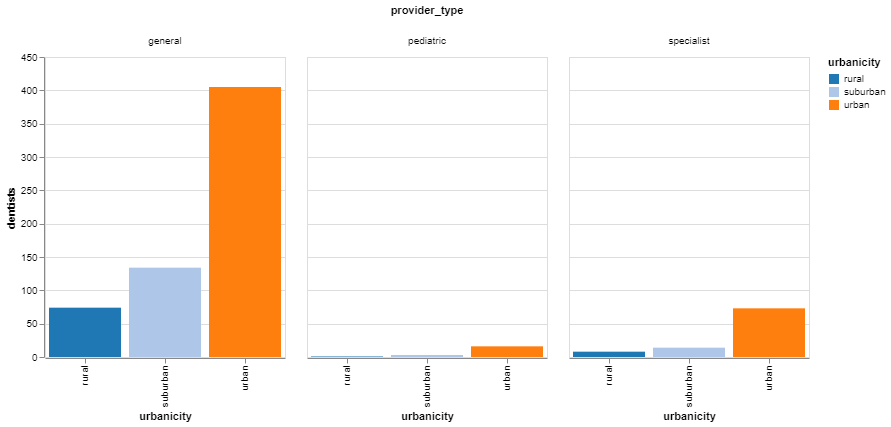 provider_type
general pediatric specialist
450
400
350
300
250
200
150
100
50
0
dentists
rural suburban urban rural suburban urban rural suburban urban
urbanicity urbanicity urbanicity
urbanicity
rural
suburban
urban